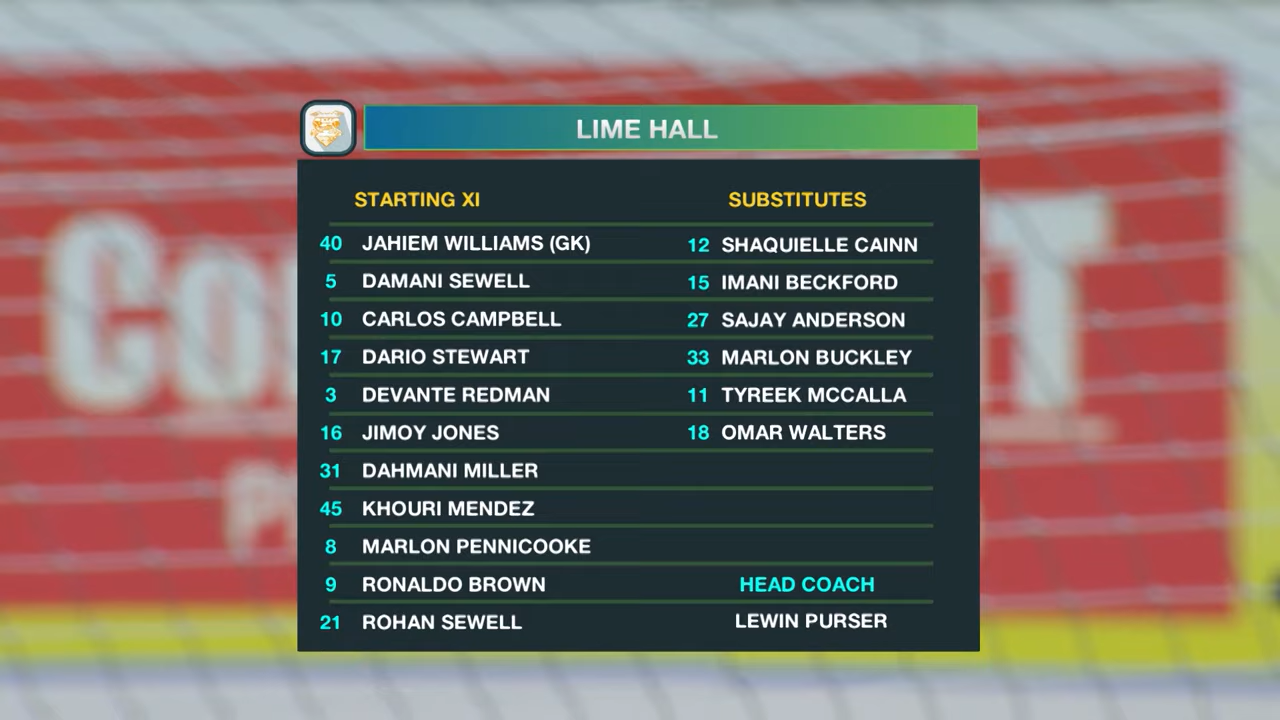 LIME HALL
STARTING XI
40 JAHIEM WILLIAMS (GK)
5 DAMANI SEWELL
10 CARLOS CAMPBELL
17 DARIO STEWART
3 DEVANTE REDMAN
16 JIMOY JONES
31 DAHMANI MILLER
45 KHOURI MENDEZ
8 MARLON PENNICOOKE
9 RONALDO BROWN
21 ROHAN SEWELL
SUBSTITUTES
12 SHAQUIELLE CAINN
15 IMANI BECKFORD
27 SAJAY ANDERSON
33 MARLON BUCKLEY
11 TYREEK MCCALLA
18 OMAR WALTERS
HEAD COACH
LEWIN PURSER